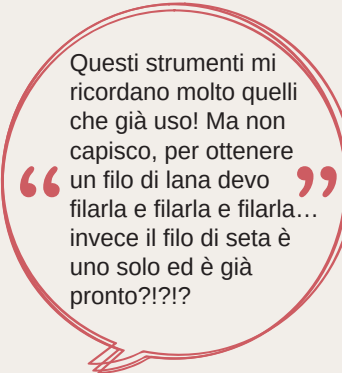 Questi strumenti mi
ricordano molto quelli
che già uso! Ma non
capisco, per ottenere
“ un filo di lana devo ”
filarla e filarla e filarla…
invece il filo di seta è
uno solo ed è già
pronto?!?!?